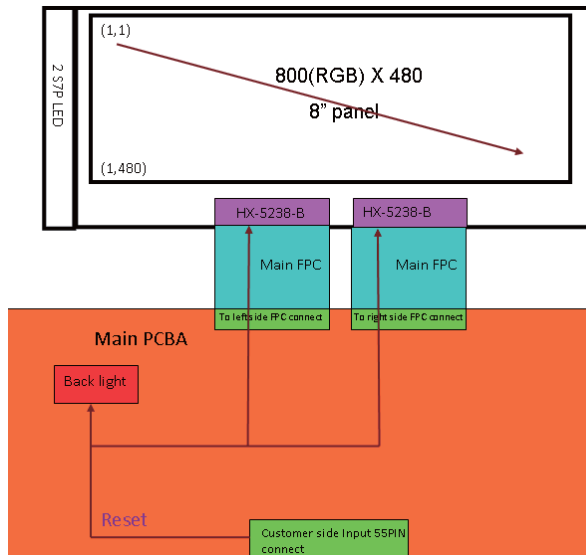 (1,1)
800(RGB) X 480
8” panel
2 S7P LED
(1,480)
HX-5238-B
HX-5238-B
Main FPC
Main FPC
To left side FPC connect
To right side FPC connect
Main PCBA
Back light
Reset
Customer side Input 55PIN
connect